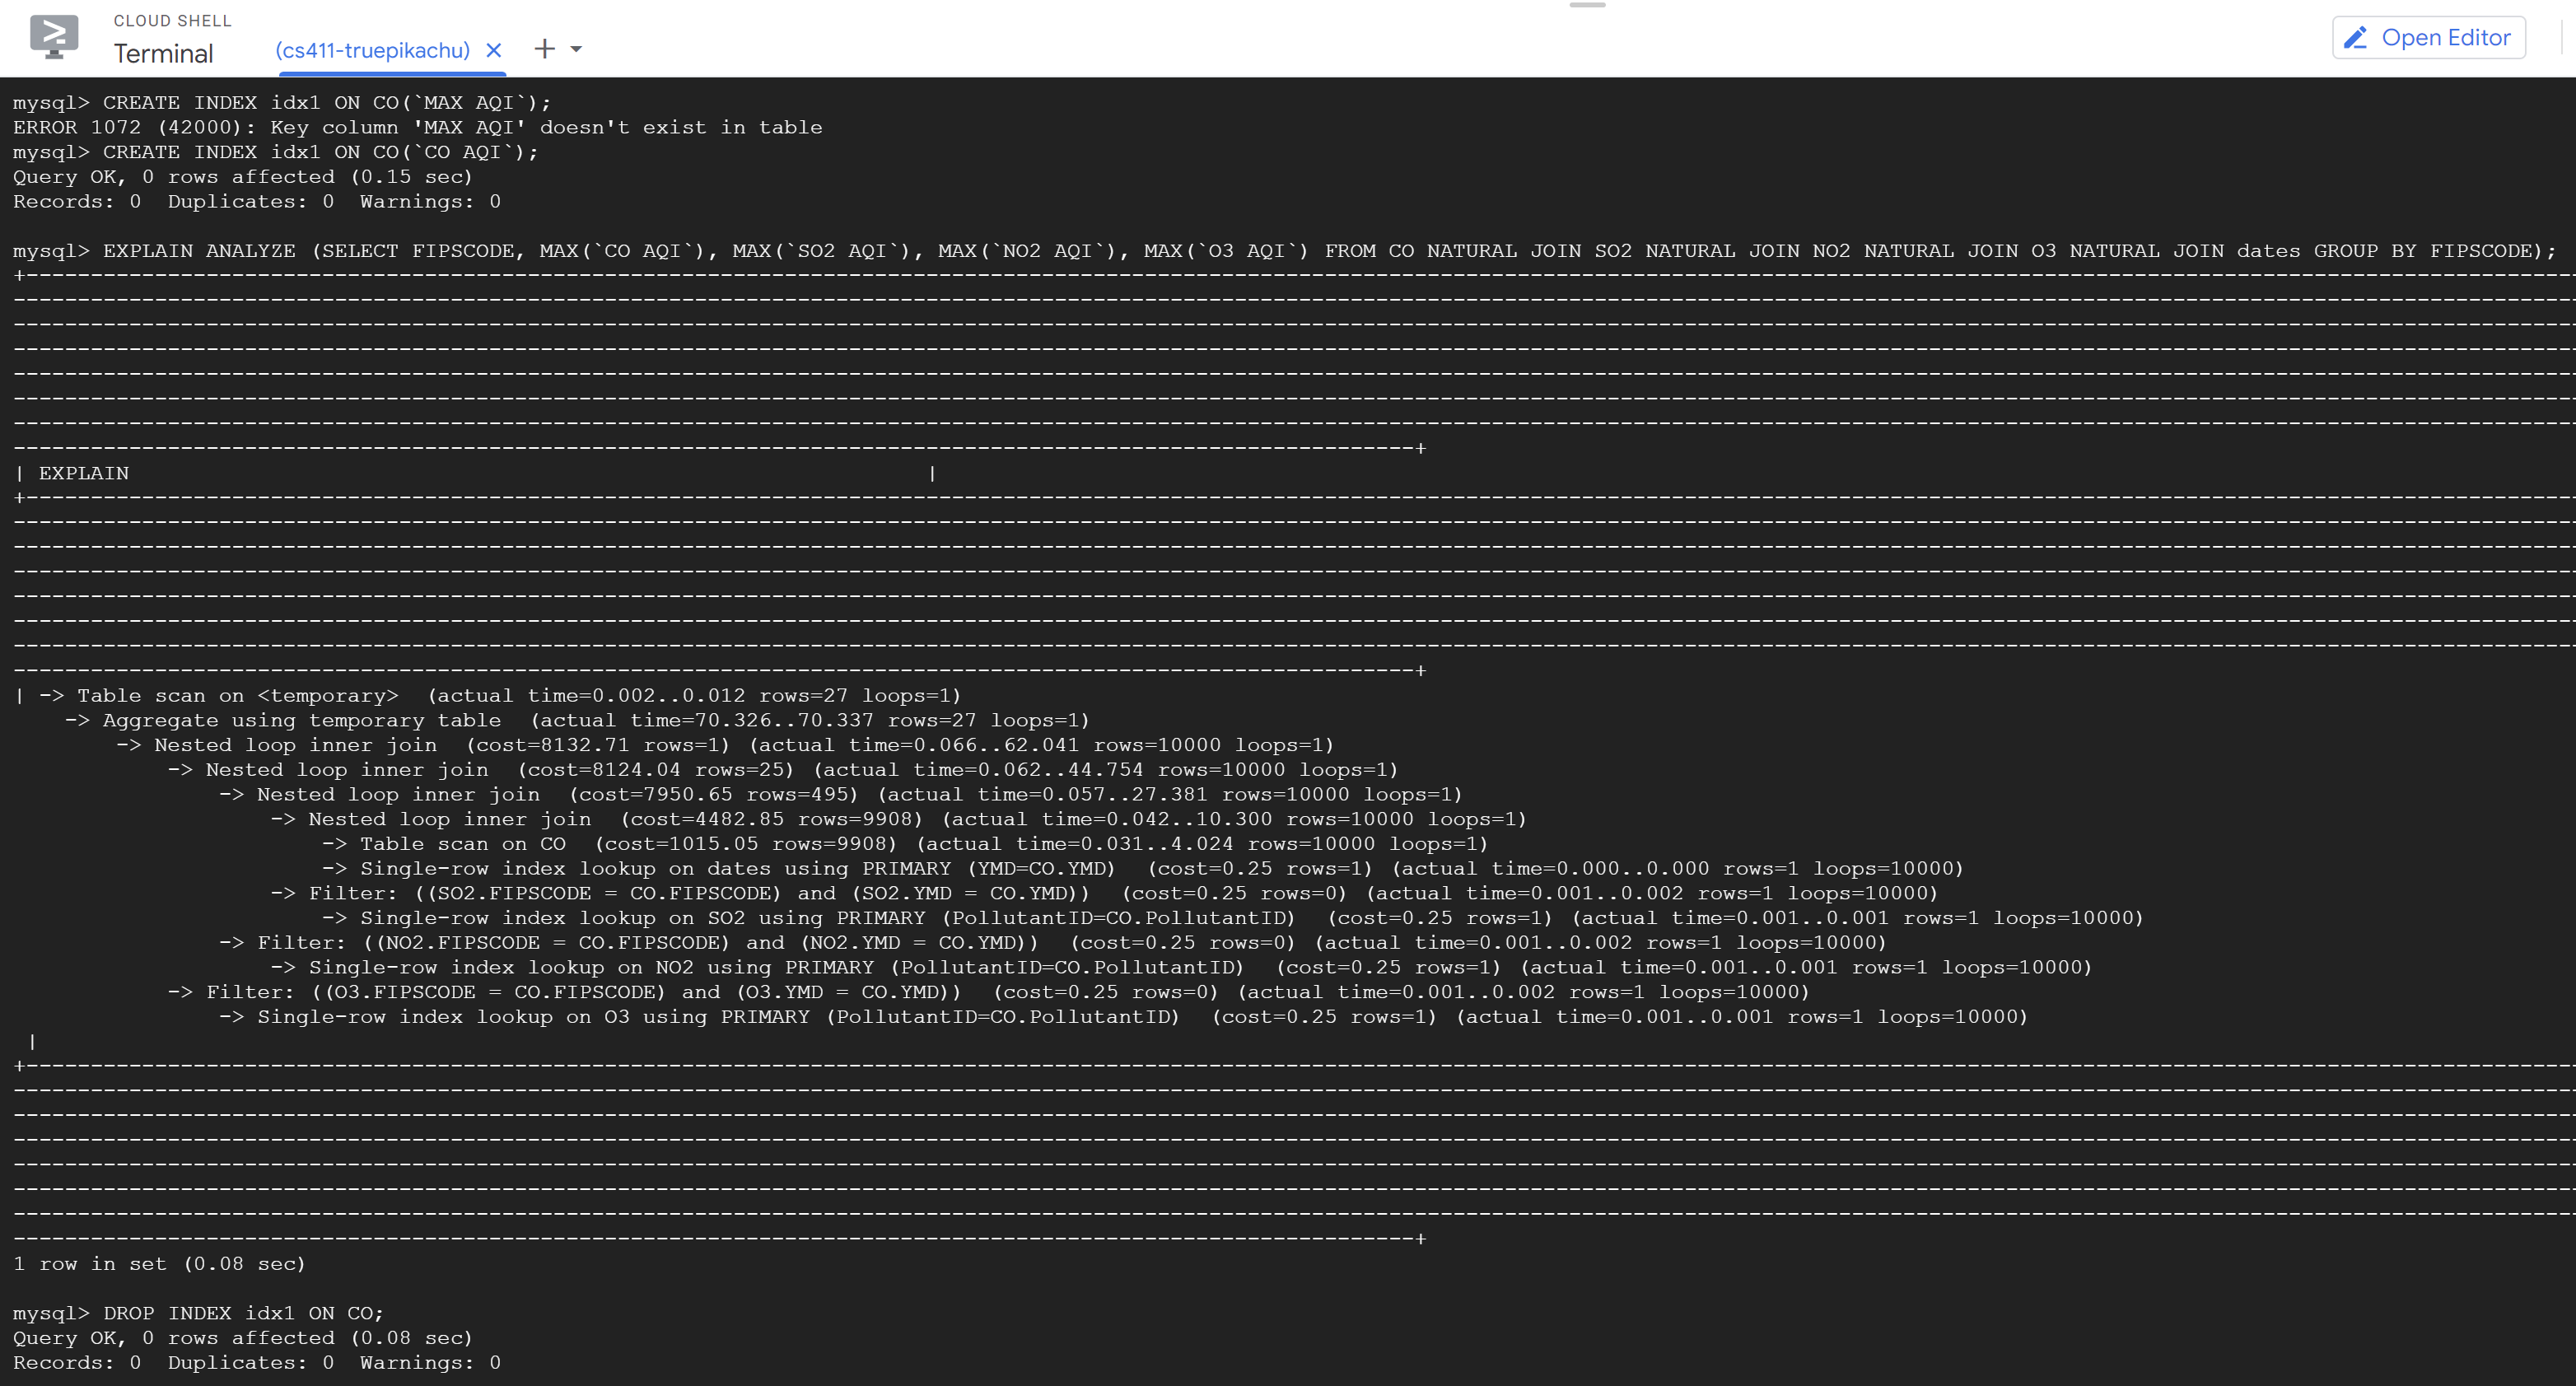 CLOUD SHELL
Terminal
(cs411-truepikachu)
Open Editor
mysql> CREATE INDEX idx1 ON CO(`MAX AQI`);
ERROR 1072 (42000): Key column 'MAX AQI' doesn't exist in table
mysql> CREATE INDEX idx1 ON CO(`CO AQI`);
Query OK, 0 rows affected (0.15 sec)
Records: 0  Duplicates: 0  Warnings: 0
mysql> EXPLAIN ANALYZE (SELECT FIPSCODE, MAX(`CO AQI`), MAX(`SO2 AQI`), MAX(`NO2 AQI`), MAX(`O3 AQI`) FROM CO NATURAL JOIN SO2 NATURAL JOIN NO2 NATURAL JOIN O3 NATURAL JOIN dates GROUP BY FIPSCODE);
| EXPLAIN |
| -> Table scan on <temporary>  (actual time=0.002..0.012 rows=27 loops=1)
-> Aggregate using temporary table  (actual time=70.326..70.337 rows=27 loops=1)
-> Nested loop inner join  (cost=8132.71 rows=1) (actual time=0.066..62.041 rows=10000 loops=1)
-> Nested loop inner join  (cost=8124.04 rows=25) (actual time=0.062..44.754 rows=10000 loops=1)
-> Nested loop inner join  (cost=7950.65 rows=495) (actual time=0.057..27.381 rows=10000 loops=1)
-> Nested loop inner join  (cost=4482.85 rows=9908) (actual time=0.042..10.300 rows=10000 loops=1)
-> Table scan on CO  (cost=1015.05 rows=9908) (actual time=0.031..4.024 rows=10000 loops=1)
-> Single-row index lookup on dates using PRIMARY (YMD=CO.YMD)  (cost=0.25 rows=1) (actual time=0.000..0.000 rows=1 loops=10000)
-> Filter: ((SO2.FIPSCODE = CO.FIPSCODE) and (SO2.YMD = CO.YMD))  (cost=0.25 rows=0) (actual time=0.001..0.002 rows=1 loops=10000)
-> Single-row index lookup on SO2 using PRIMARY (PollutantID=CO.PollutantID)  (cost=0.25 rows=1) (actual time=0.001..0.001 rows=1 loops=10000)
-> Filter: ((NO2.FIPSCODE = CO.FIPSCODE) and (NO2.YMD = CO.YMD))  (cost=0.25 rows=0) (actual time=0.001..0.002 rows=1 loops=10000)
-> Single-row index lookup on NO2 using PRIMARY (PollutantID=CO.PollutantID)  (cost=0.25 rows=1) (actual time=0.001..0.001 rows=1 loops=10000)
-> Filter: ((O3.FIPSCODE = CO.FIPSCODE) and (O3.YMD = CO.YMD))  (cost=0.25 rows=0) (actual time=0.001..0.002 rows=1 loops=10000)
-> Single-row index lookup on O3 using PRIMARY (PollutantID=CO.PollutantID)  (cost=0.25 rows=1) (actual time=0.001..0.001 rows=1 loops=10000)
|
1 row in set (0.08 sec)
mysql> DROP INDEX idx1 ON CO;
Query OK, 0 rows affected (0.08 sec)
Records: 0  Duplicates: 0  Warnings: 0